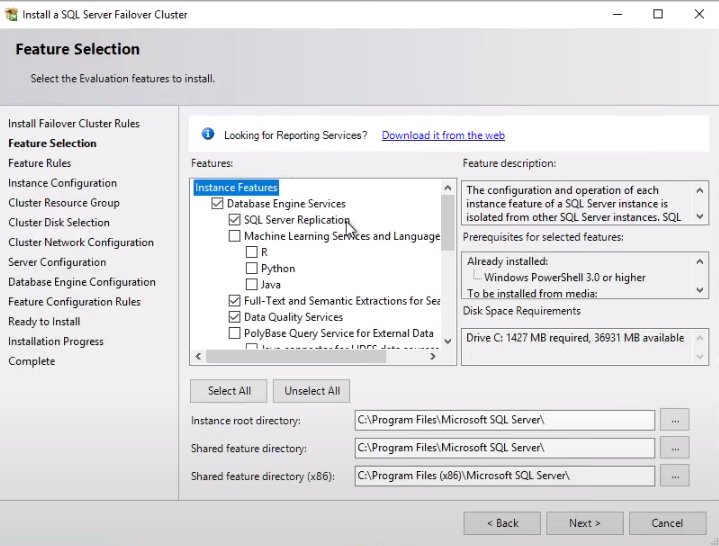 Install a SQL Server Failover Cluster
Feature Selection
Select the Evaluation features to install.
Install Failover Cluster Rules
Feature Selection
Feature Rules
Instance Configuration
Cluster Resource Group
Cluster Disk Selection
Cluster Network Configuration
Server Configuration
Database Engine Configuration
Feature Configuration Rules
Ready to Install
Installation Progress
Complete
Looking for Reporting Services? Download it from the web
Features:
Instance Features
Database Engine Services
SQL Server Replication
Machine Learning Services and Language
R
Python
Java
Full-Text and Semantic Extractions for Sea
Data Quality Services
PolyBase Query Service for External Data
Java connector for HDFS data sources
Feature description:
The configuration and operation of each
instance feature of a SQL Server instance is
isolated from other SQL Server instances. SQL
Prerequisites for selected features:
Already installed:
Windows PowerShell 3.0 or higher
To be installed from media:
Disk Space Requirements
Drive C: 1427 MB required, 36931 MB available
Select All
Unselect All
Instance root directory:
C:\Program Files\Microsoft SQL Server\
...
Shared feature directory:
C:\Program Files\Microsoft SQL Server\
...
Shared feature directory (x86):
C:\Program Files (x86)\Microsoft SQL Server\
...
< Back
Next >
Cancel